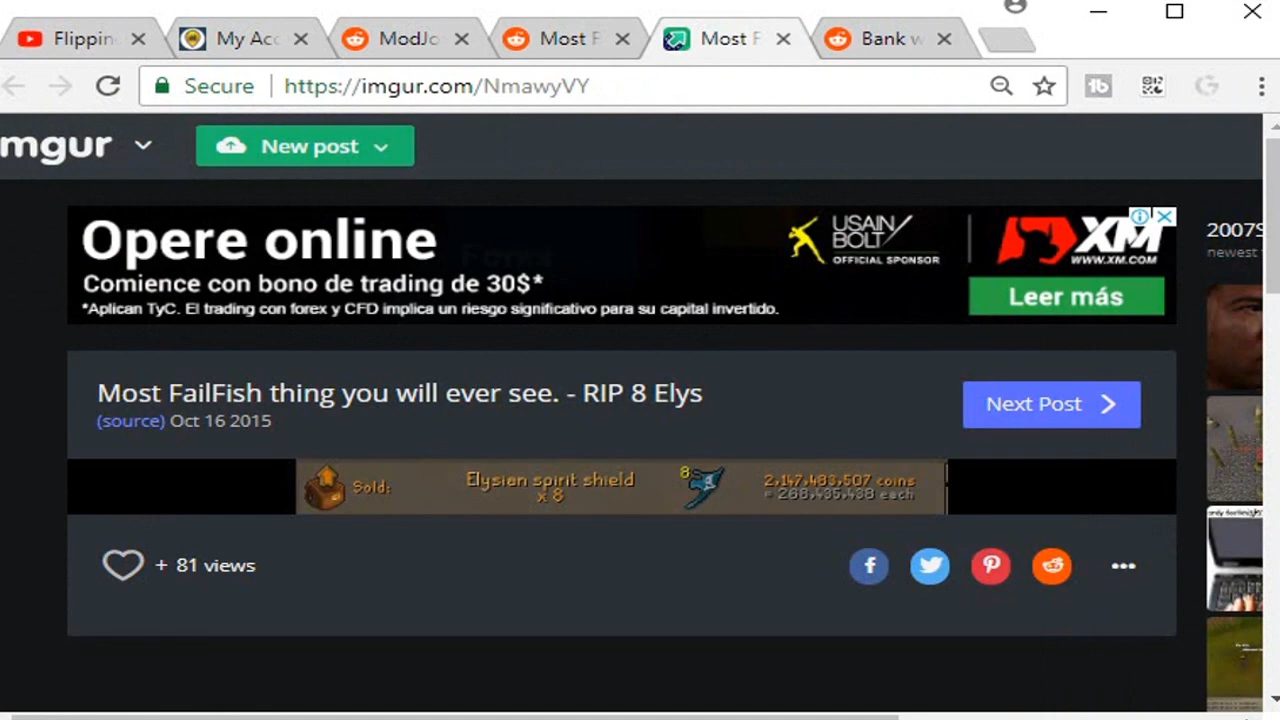 Flippin
My Acc
ModJo
Most F
Most F
Bank w
Secure
https://imgur.com/NmawyVY
mgur
New post
Opere online
Comience con bono de trading de 30$*
*Aplican TyC. El trading con forex y CFD implica un riesgo significativo para su capital invertido.
USAIN
BOLT
OFFICIAL SPONSOR
XM
WWW.XM.COM
Leer más
2007S
newest
Most FailFish thing you will ever see. - RIP 8 Elys
(source) Oct 16 2015
Next Post
Sold:
Elysian spirit shield
x 8
8
2,147,483,507 coins
= 268,435,438 each
+ 81 views